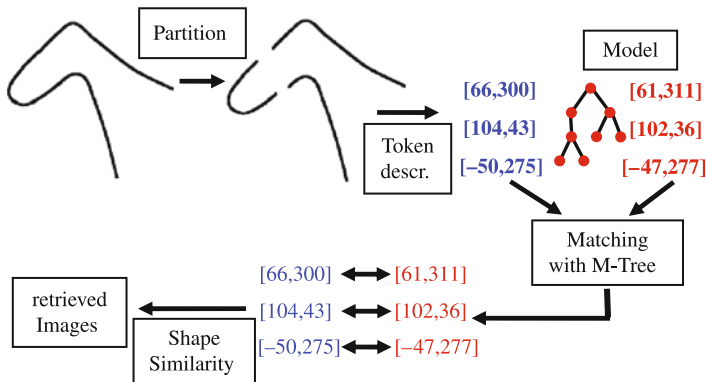 Partition
Model
[66,300]
[61,311]
[104,43]
[102,36]
Token
descr.
[−50,275]
[−47,277]
Matching
with M-Tree
[66,300]
[61,311]
retrieved
Images
[104,43]
[102,36]
Shape
Similarity
[−50,275]
[−47,277]